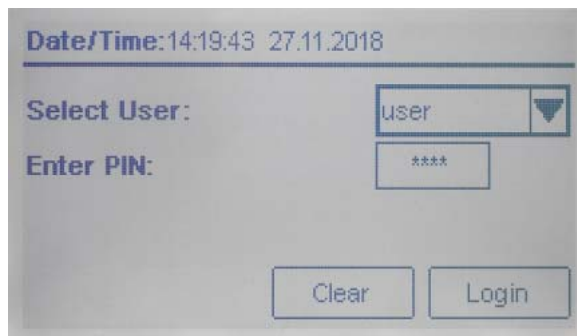 Date/Time:14:19:43 27.11.2018
Select User: user
Enter PIN: ****
Clear Login